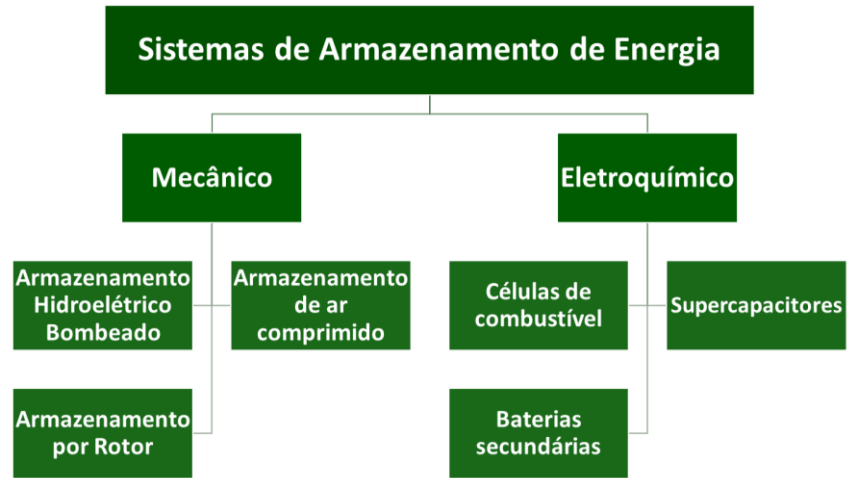 Sistemas de Armazenamento de Energia
Mecânico
Eletroquímico
Armazenamento
Hidroelétrico
Bombeado
Armazenamento
de ar
comprimido
Células de
combustível
Supercapacitores
Armazenamento
por Rotor
Baterias
secundárias